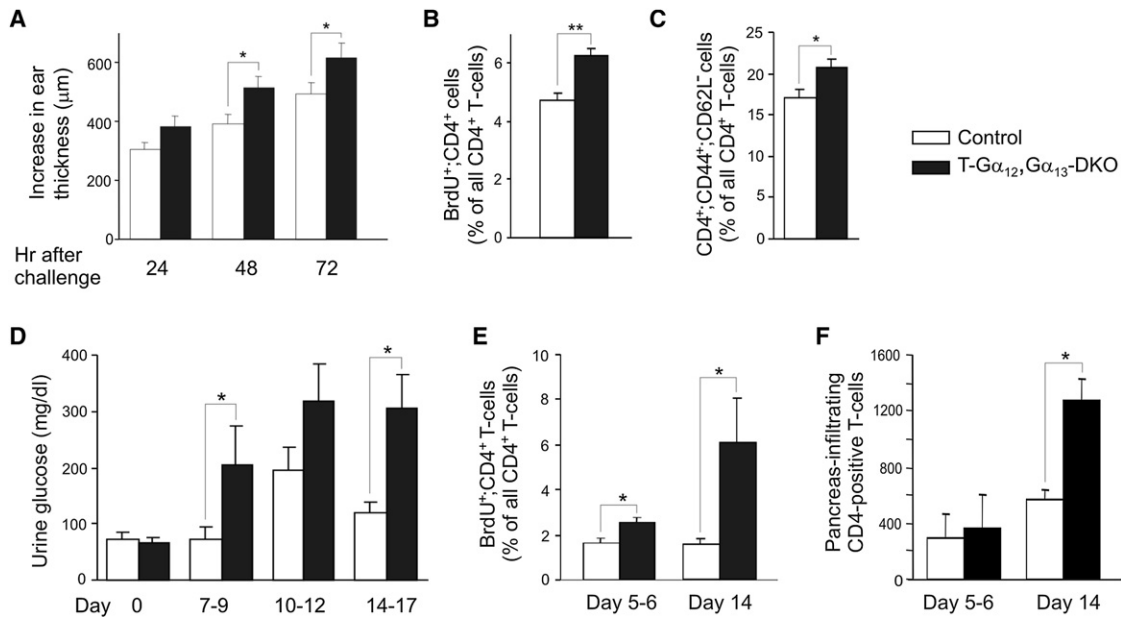 A
Increase in ear
thickness (μm)
600
400
200
*
*
Hr after
challenge
24
48
72
B
BrdU⁺;CD4⁺ cells
(% of all CD4⁺ T-cells)
6
4
2
0
**
C
CD4⁺;CD44⁺;CD62L⁻ cells
(% of all CD4⁺ T-cells)
25
20
15
10
5
0
*
Control
T-Gα₁₂,Gα₁₃-DKO
D
Urine glucose (mg/dl)
400
300
200
100
00
*
*
Day
0
7-9
10-12
14-17
E
BrdU⁺;CD4⁺ T-cells
(% of all CD4⁺ T-cells)
10
8
6
4
2
0
*
*
Day 5-6
Day 14
F
Pancreas-infiltrating
CD4-positive T-cells
1600
1200
800
400
0
*
Day 5-6
Day 14